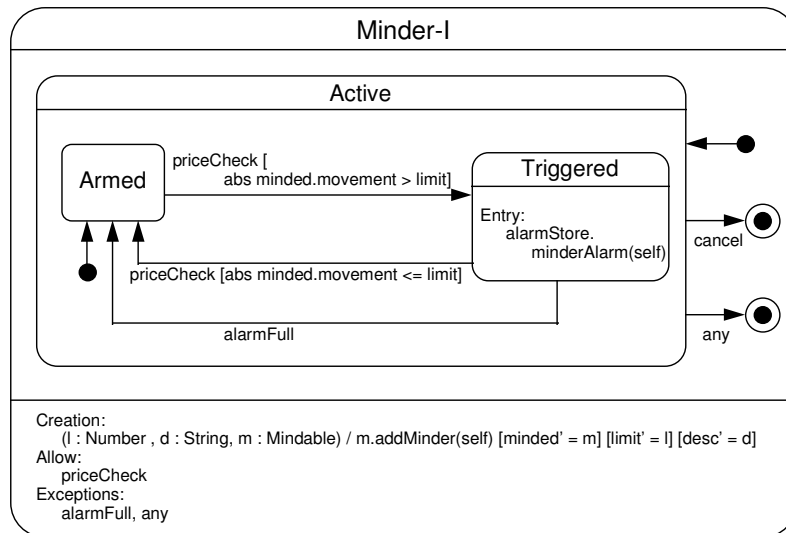 Minder-I
Active
Armed
priceCheck [
abs minded.movement > limit]
Triggered
Entry:
alarmStore.
minderAlarm(self)
cancel
priceCheck [abs minded.movement <= limit]
alarmFull
any
Creation:
(l : Number , d : String, m : Mindable) / m.addMinder(self) [minded' = m] [limit' = l] [desc' = d]
Allow:
priceCheck
Exceptions:
alarmFull, any